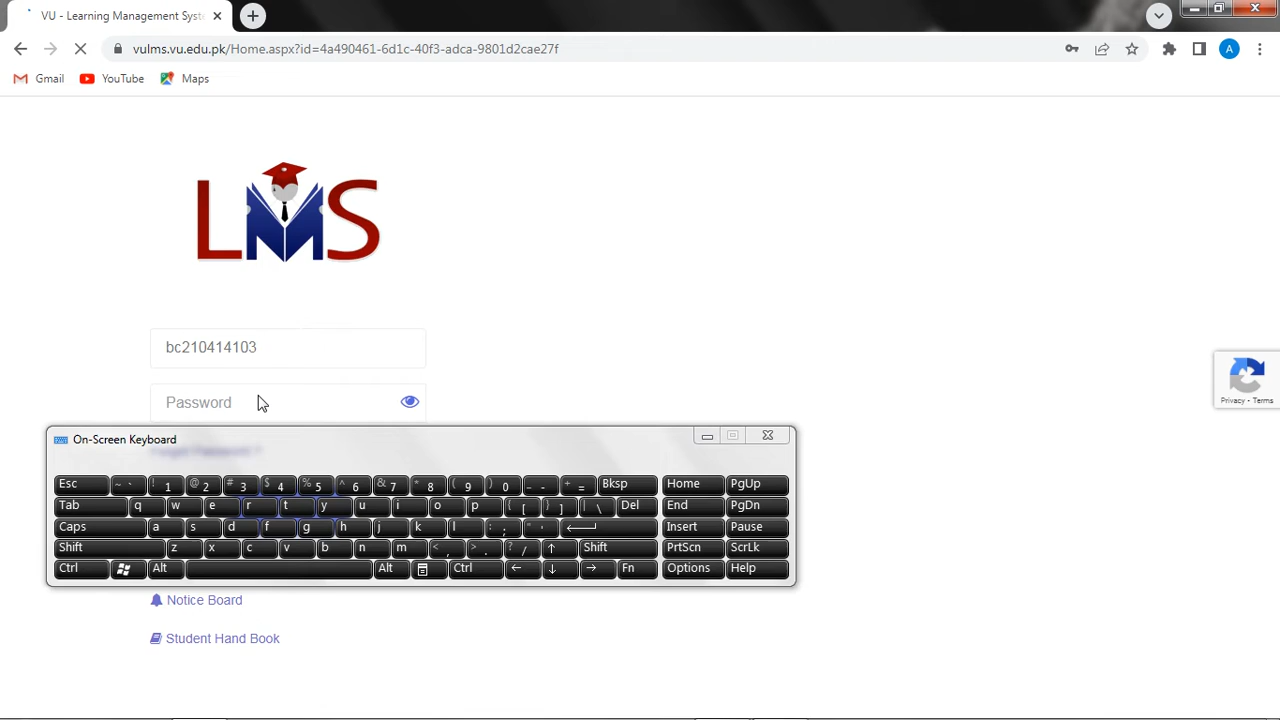 VU - Learning Management Syst
vulms.vu.edu.pk/Home.aspx?id=4a490461-6d1c-40f3-adca-9801d2cae27f
A
Gmail YouTube Maps
LMS
bc210414103
Password
Privacy - Terms
On-Screen Keyboard
Esc ~ ` ! 1 @ 2 # 3 $ 4 % 5 ^ 6 & 7 * 8 ( 9 ) 0 _ - + = Bksp Home PgUp
Tab q w e r t y u i o p { [ } ] | \ Del End PgDn
Caps a s d f g h j k l : ; " ' Insert Pause
Shift z x c v b n m < , > . ? / ↑ Shift PrtScn ScrLk
Ctrl Alt Alt Ctrl ← ↓ → Fn Options Help
Notice Board
Student Hand Book